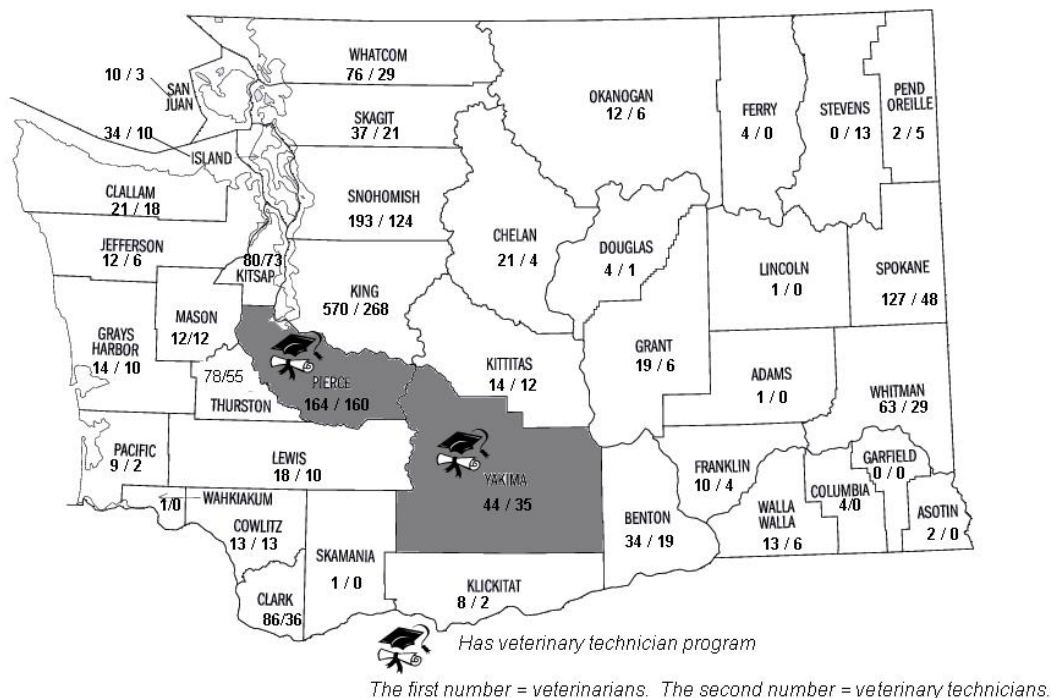 WHATCOM
76 / 29
10 / 3
SAN
JUAN
OKANOGAN
12 / 6
FERRY
4 / 0
STEVENS
0 / 13
PEND
OREILLE
2 / 5
SKAGIT
37 / 21
34 / 10
ISLAND
CLALLAM
21 / 18
SNOHOMISH
193 / 124
CHELAN
21 / 4
DOUGLAS
4 / 1
JEFFERSON
12 / 6
80/73
KITSAP
LINCOLN
1 / 0
SPOKANE
127 / 48
KING
570 / 268
MASON
12/12
GRAYS
HARBOR
14 / 10
GRANT
19 / 6
KITTITAS
14 / 12
ADAMS
1 / 0
78/55
THURSTON
PIERCE
164 / 160
WHITMAN
63 / 29
PACIFIC
9 / 2
LEWIS
18 / 10
YAKIMA
44 / 35
FRANKLIN
10 / 4
GARFIELD
0 / 0
1/0
WAHKIAKUM
COLUMBIA
4/0
COWLITZ
13 / 13
BENTON
34 / 19
WALLA
WALLA
13 / 6
ASOTIN
2 / 0
SKAMANIA
1 / 0
KLICKITAT
8 / 2
CLARK
86/36
Has veterinary technician program
The first number = veterinarians.  The second number = veterinary technicians.